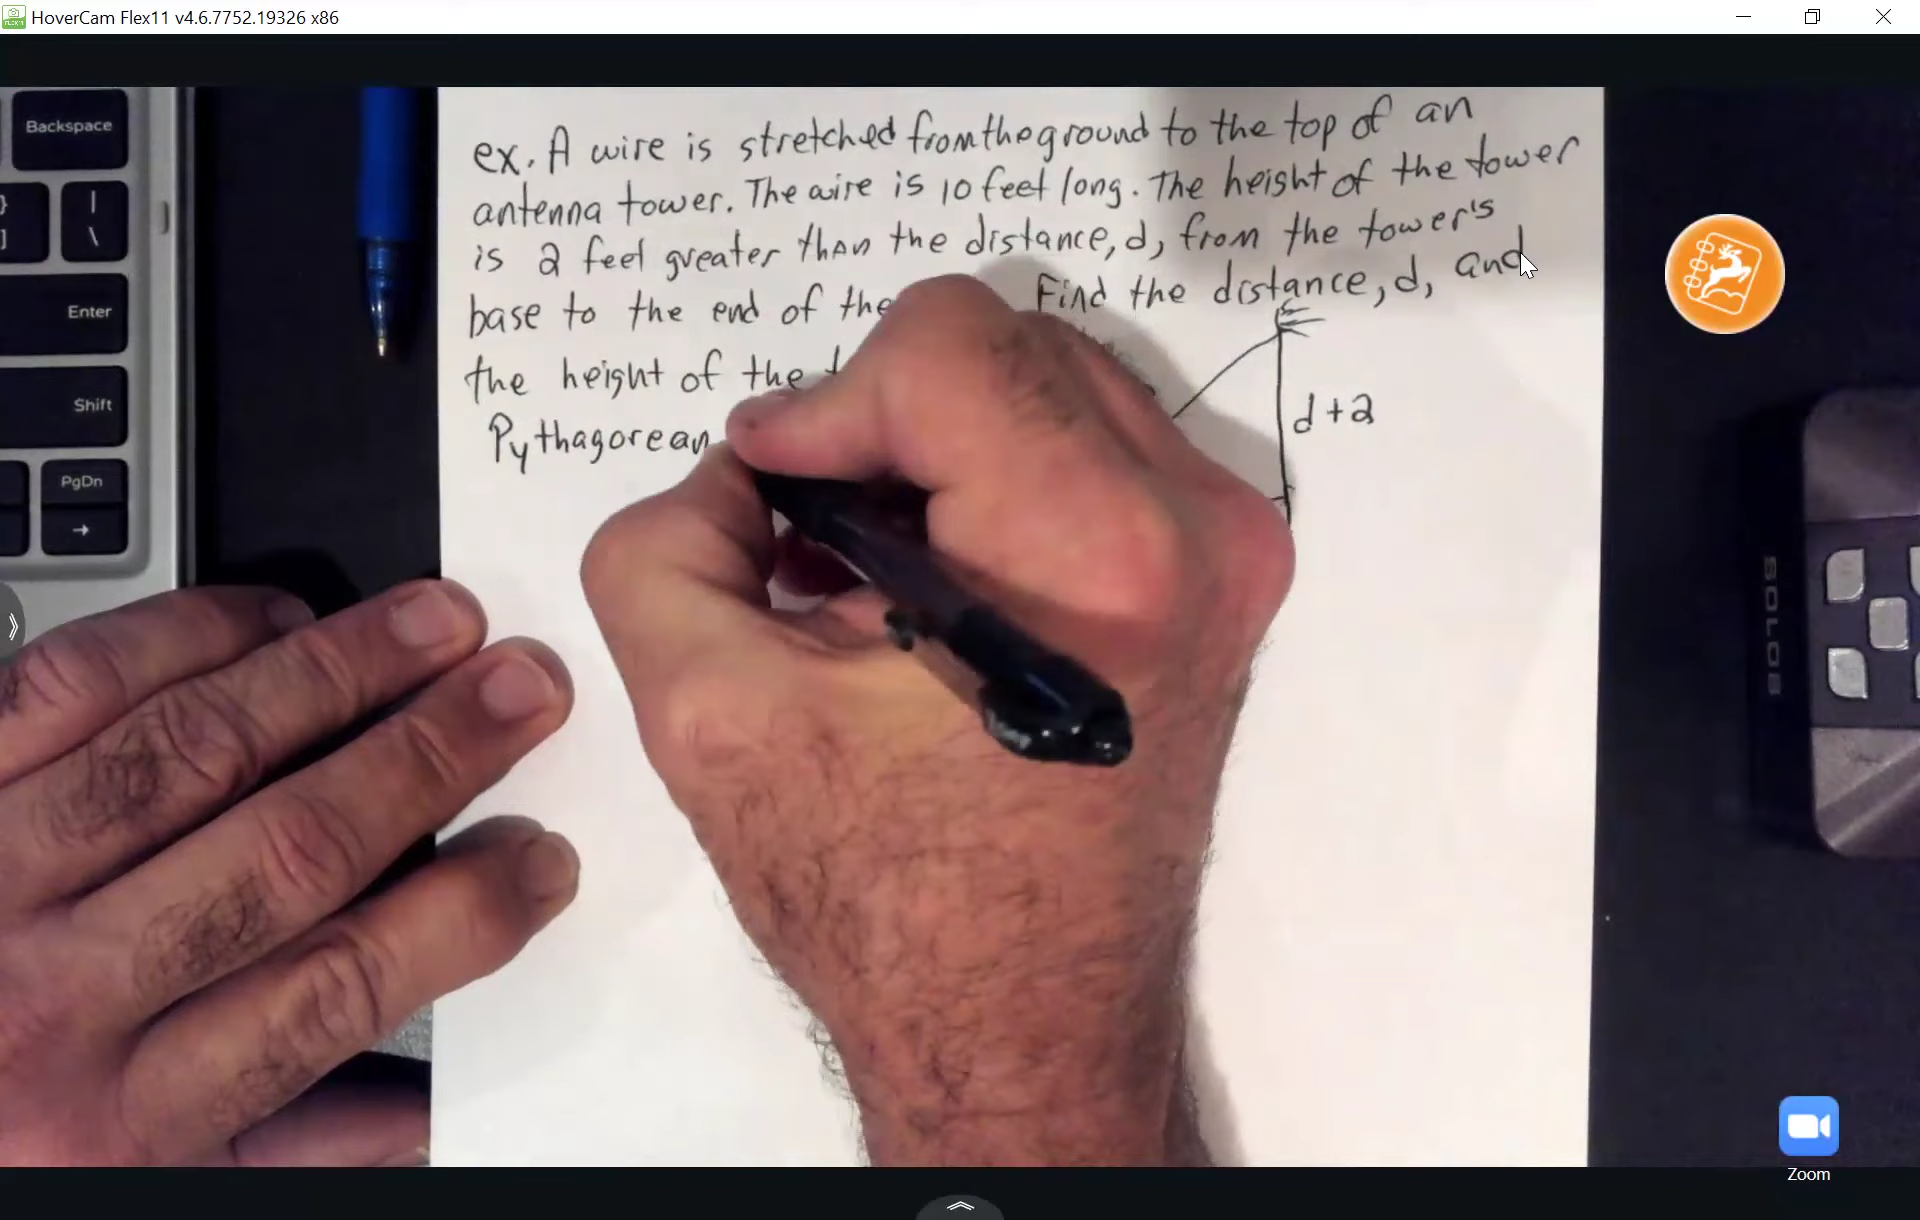 HoverCam Flex11 v4.6.7752.19326 x86
Backspace
}
]
|
\
Enter
Shift
PgDn
→
ex. A wire is stretched from the ground to the top of an
antenna tower. The wire is 10 feet long. The height of the tower
is 2 feel greater than the distance, d, from the tower's
base to the end of the Find the distance, d, and
the height of the
d+2
Pythagorean
SOLO8
Zoom